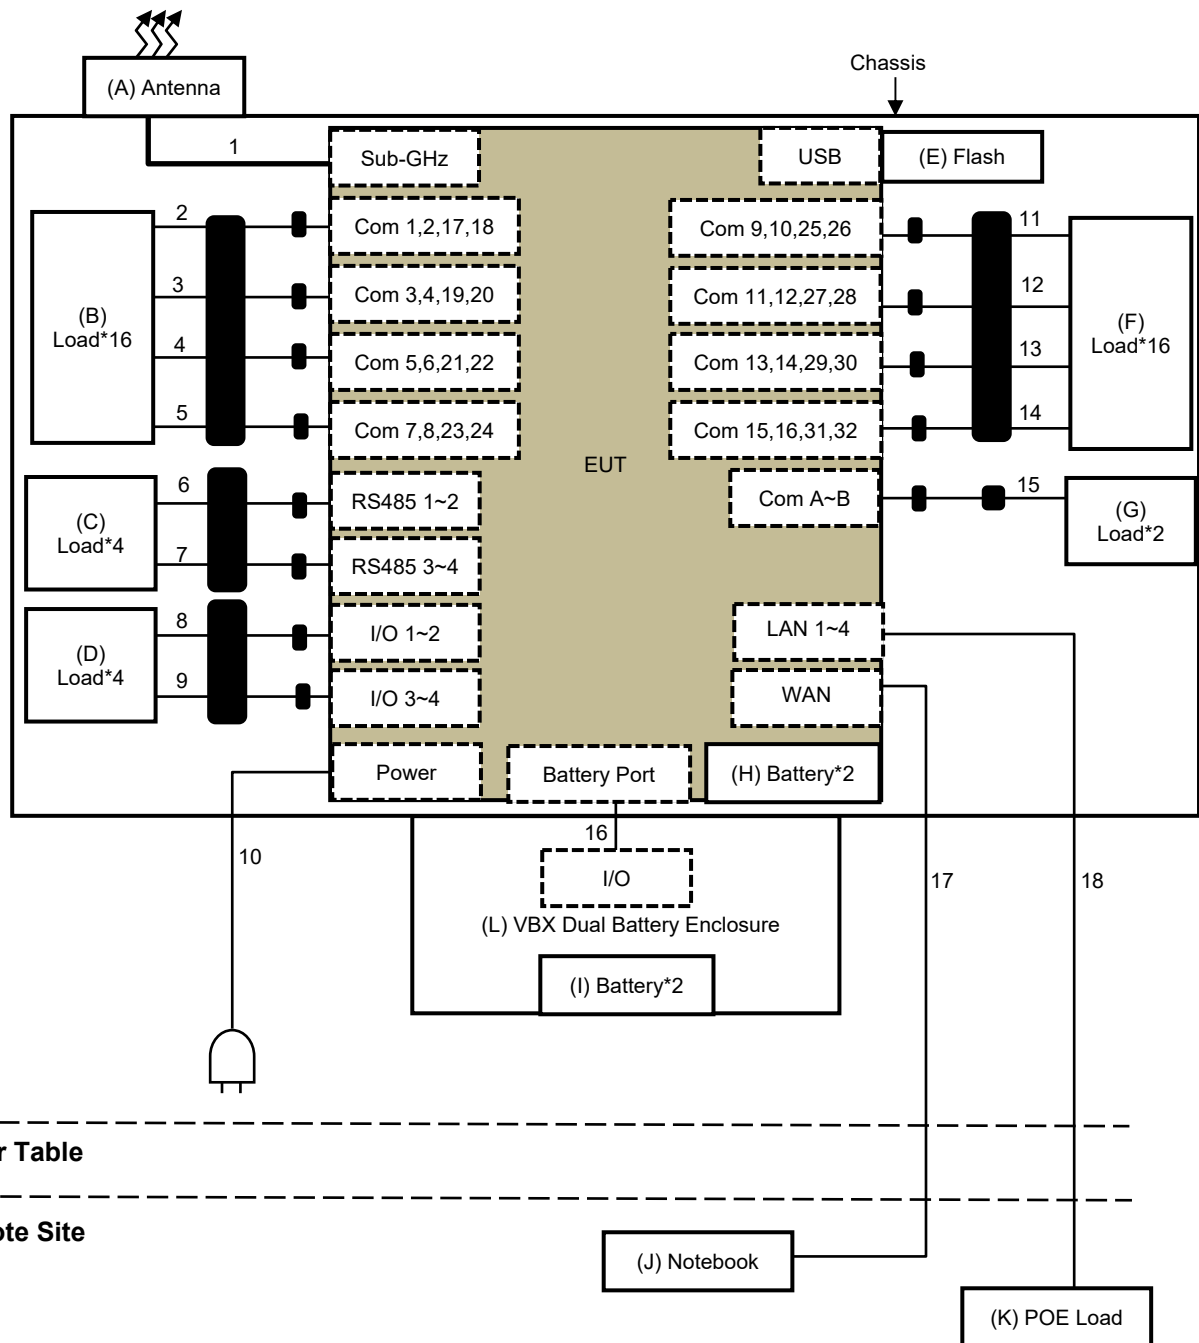 Chassis
(A) Antenna
1
Sub-GHz
USB
(E) Flash
2
Com 1,2,17,18
3
Com 3,4,19,20
4
Com 5,6,21,22
5
Com 7,8,23,24
(B)
Load*16
Com 9,10,25,26
11
Com 11,12,27,28
12
Com 13,14,29,30
13
Com 15,16,31,32
14
(F)
Load*16
EUT
6
RS485 1~2
7
RS485 3~4
(C)
Load*4
Com A~B
15
(G)
Load*2
8
I/O 1~2
9
I/O 3~4
(D)
Load*4
LAN 1~4
WAN
Power
Battery Port
(H) Battery*2
10
16
I/O
(L) VBX Dual Battery Enclosure
(I) Battery*2
17
18
r Table
ote Site
(J) Notebook
(K) POE Load